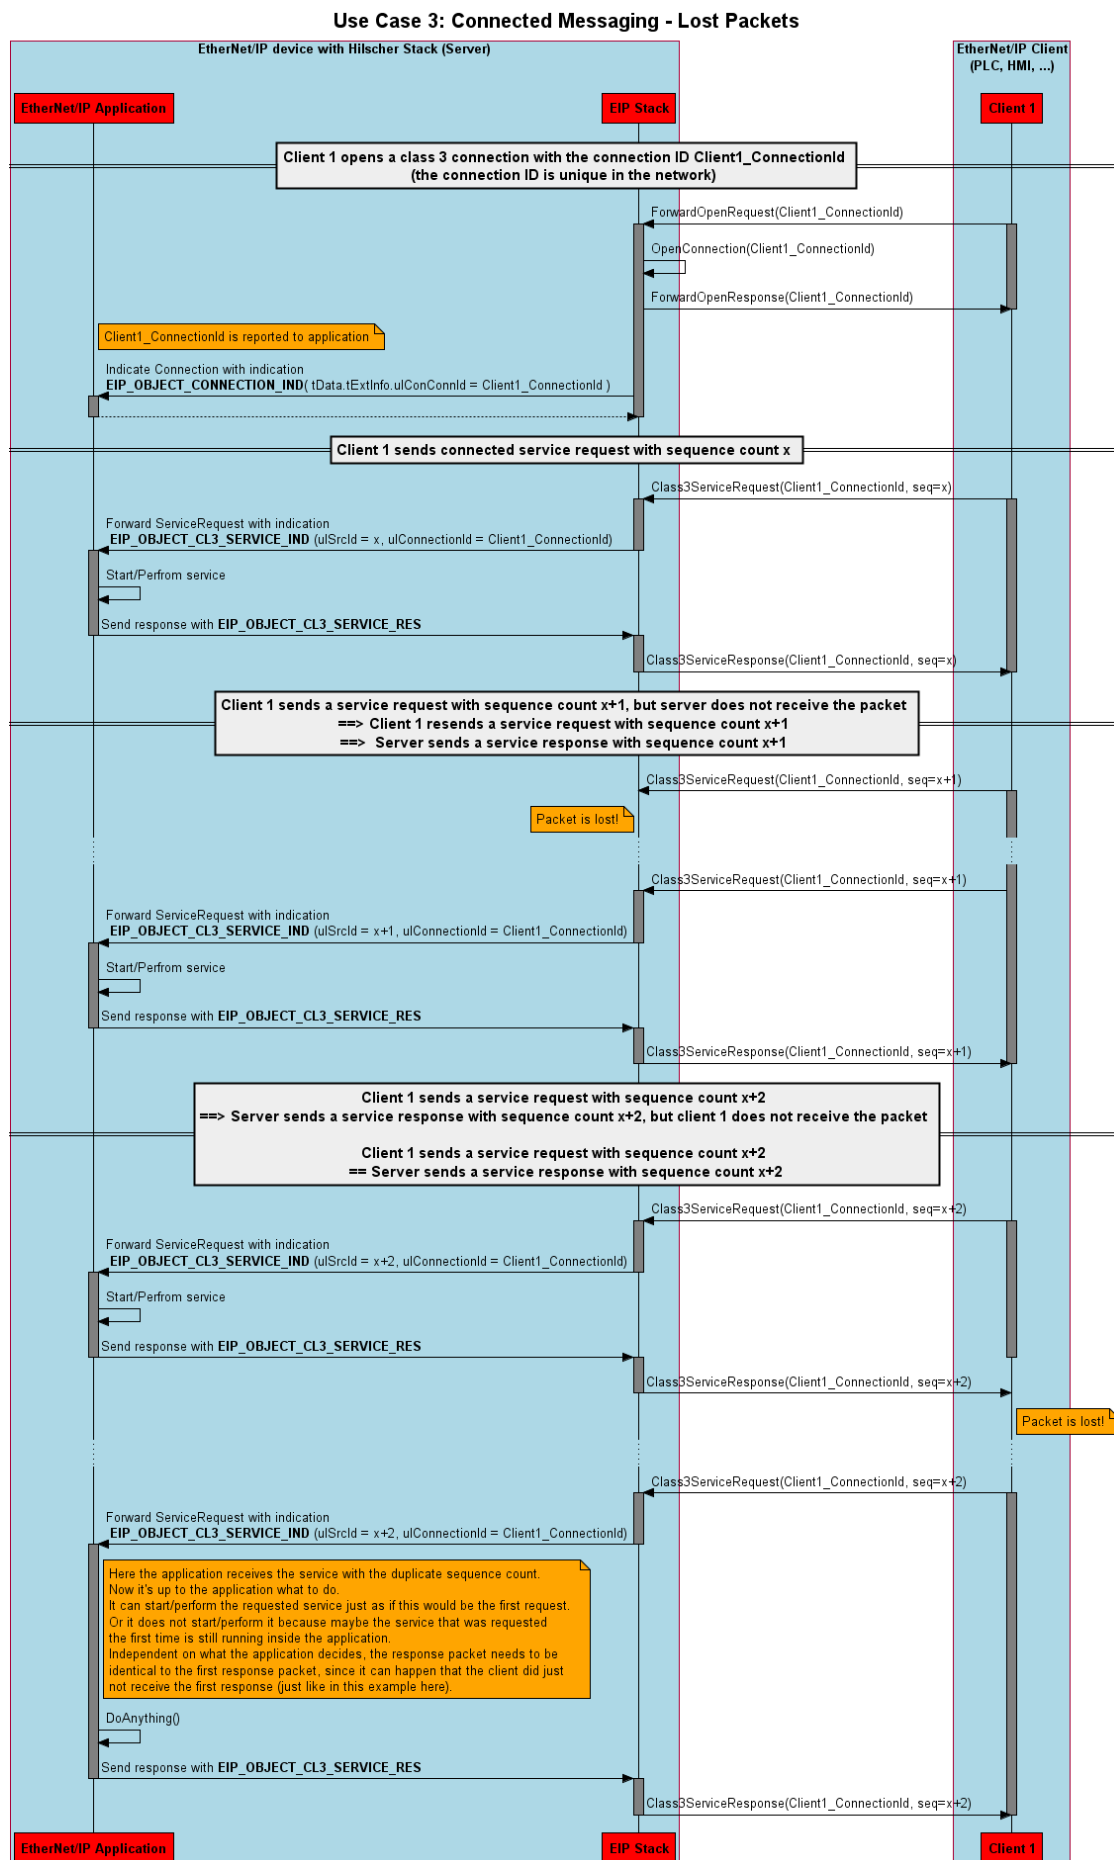 Use Case 3: Connected Messaging - Lost Packets
EtherNet/IP device with Hilscher Stack (Server)
EtherNet/IP Client
(PLC, HMI, ...)
EtherNet/IP Application
EIP Stack
Client 1
Client 1 opens a class 3 connection with the connection ID Client1_ConnectionId
(the connection ID is unique in the network)
ForwardOpenRequest(Client1_ConnectionId)
OpenConnection(Client1_ConnectionId)
ForwardOpenResponse(Client1_ConnectionId)
Client1_ConnectionId is reported to application
Indicate Connection with indication
EIP_OBJECT_CONNECTION_IND( tData.tExtInfo.ulConConnId = Client1_ConnectionId )
Client 1 sends connected service request with sequence count x
Class3ServiceRequest(Client1_ConnectionId, seq=x)
Forward ServiceRequest with indication
EIP_OBJECT_CL3_SERVICE_IND (ulSrcId = x, ulConnectionId = Client1_ConnectionId)
Start/Perfrom service
Send response with EIP_OBJECT_CL3_SERVICE_RES
Class3ServiceResponse(Client1_ConnectionId, seq=x)
Client 1 sends a service request with sequence count x+1, but server does not receive the packet
==> Client 1 resends a service request with sequence count x+1
==> Server sends a service response with sequence count x+1
Class3ServiceRequest(Client1_ConnectionId, seq=x+1)
Packet is lost!
Class3ServiceRequest(Client1_ConnectionId, seq=x+1)
Forward ServiceRequest with indication
EIP_OBJECT_CL3_SERVICE_IND (ulSrcId = x+1, ulConnectionId = Client1_ConnectionId)
Start/Perfrom service
Send response with EIP_OBJECT_CL3_SERVICE_RES
Class3ServiceResponse(Client1_ConnectionId, seq=x+1)
Client 1 sends a service request with sequence count x+2
==> Server sends a service response with sequence count x+2, but client 1 does not receive the packet
Client 1 sends a service request with sequence count x+2
== Server sends a service response with sequence count x+2
Class3ServiceRequest(Client1_ConnectionId, seq=x+2)
Forward ServiceRequest with indication
EIP_OBJECT_CL3_SERVICE_IND (ulSrcId = x+2, ulConnectionId = Client1_ConnectionId)
Start/Perfrom service
Send response with EIP_OBJECT_CL3_SERVICE_RES
Class3ServiceResponse(Client1_ConnectionId, seq=x+2)
Packet is lost!
Class3ServiceRequest(Client1_ConnectionId, seq=x+2)
Forward ServiceRequest with indication
EIP_OBJECT_CL3_SERVICE_IND (ulSrcId = x+2, ulConnectionId = Client1_ConnectionId)
Here the application receives the service with the duplicate sequence count.
Now it's up to the application what to do.
It can start/perform the requested service just as if this would be the first request.
Or it does not start/perform it because maybe the service that was requested
the first time is still running inside the application.
Independent on what the application decides, the response packet needs to be
identical to the first response packet, since it can happen that the client did just
not receive the first response (just like in this example here).
DoAnything()
Send response with EIP_OBJECT_CL3_SERVICE_RES
Class3ServiceResponse(Client1_ConnectionId, seq=x+2)
EtherNet/IP Application
EIP Stack
Client 1